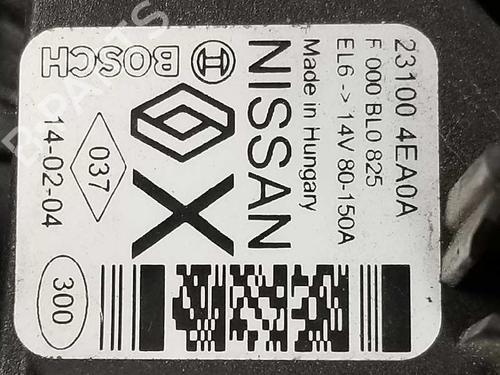 23100 4EA0A
F 000 BL0 825
EL6 -> 14V 80-150A
Made in Hungary
NISSAN
X
BOSCH
037
14-02-04
300
B-PARTS